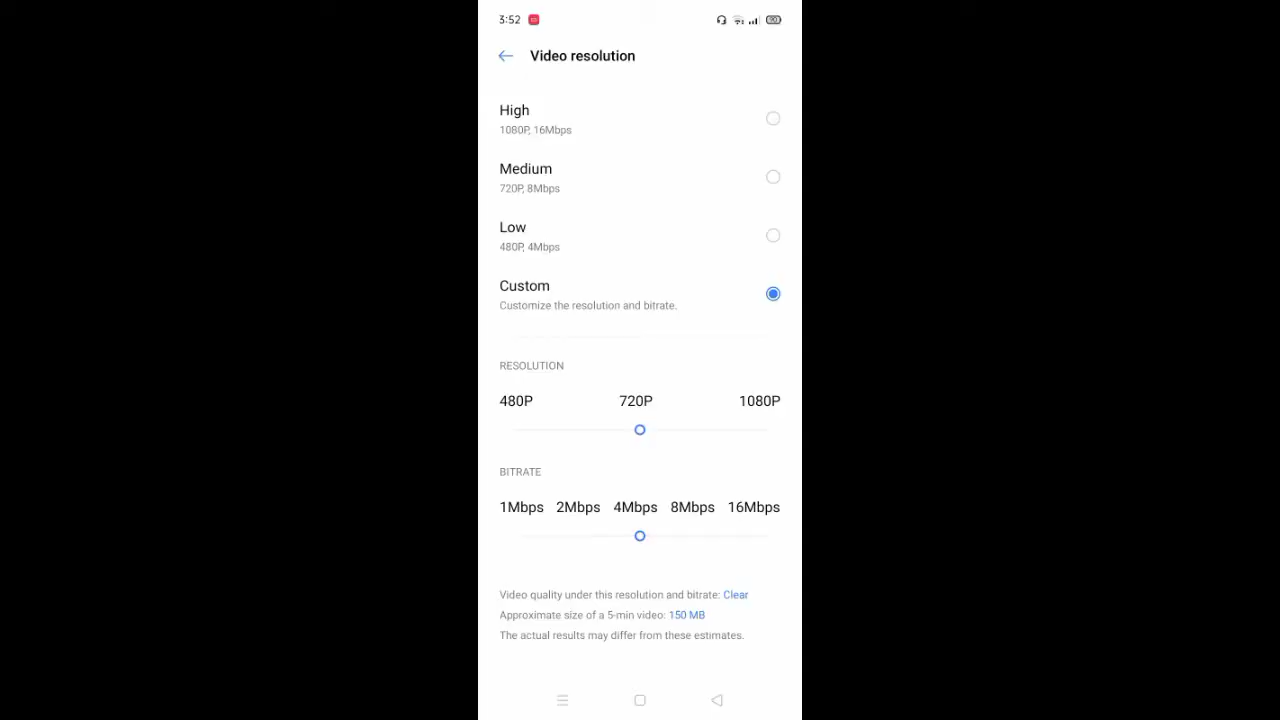 3:52
Video resolution
High
1080P, 16Mbps
Medium
720P, 8Mbps
Low
480P, 4Mbps
Custom
Customize the resolution and bitrate.
RESOLUTION
480P 720P 1080P
BITRATE
1Mbps 2Mbps 4Mbps 8Mbps 16Mbps
Video quality under this resolution and bitrate: Clear
Approximate size of a 5-min video: 150 MB
The actual results may differ from these estimates.